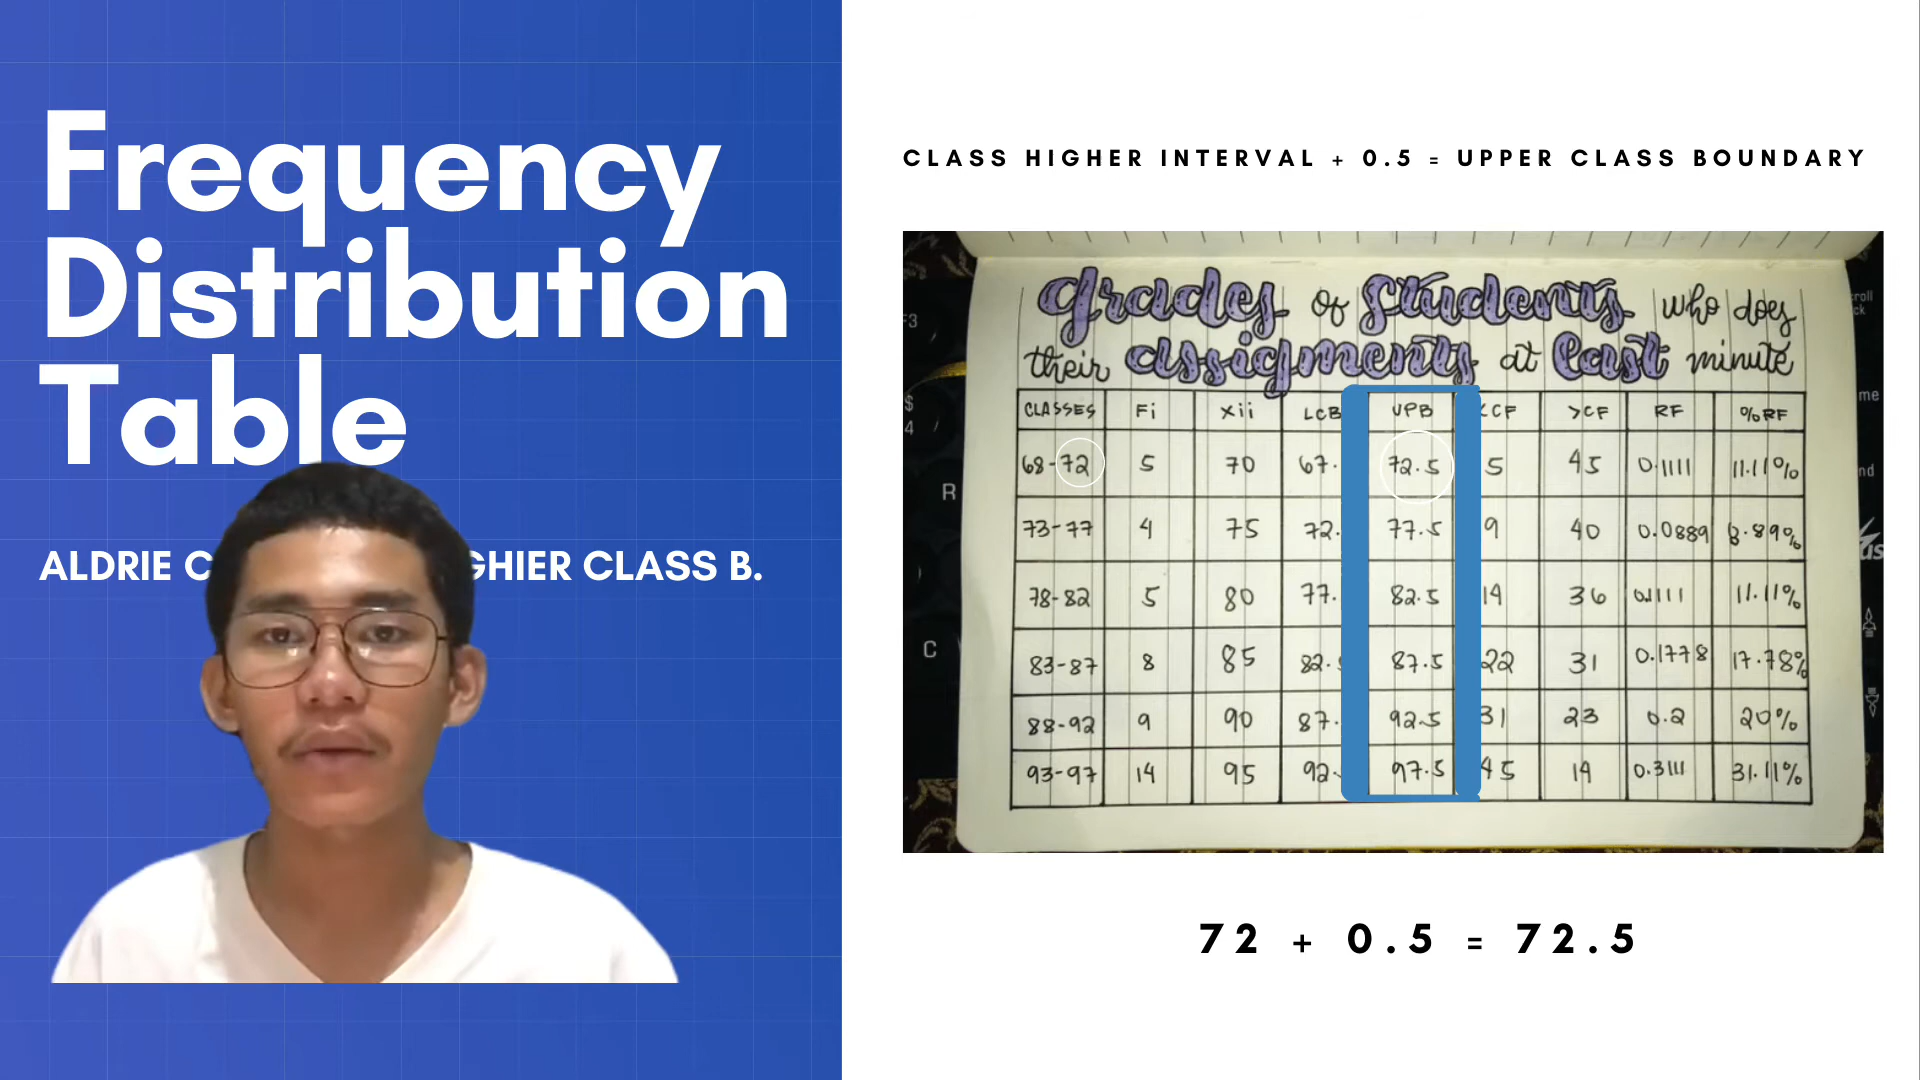 Frequency
Distribution
Table
ALDRIE C GHIER CLASS B.
CLASS HIGHER INTERVAL + 0.5 = UPPER CLASS BOUNDARY
Grades of Students who does
their assigments at Last minute
CLASSES Fi Xii LCB UPB <CF >CF RF %RF
68-72 5 70 67. 72.5 5 45 0.1111 11.11%
73-77 4 75 72. 77.5 9 40 0.0889 8.89%
78-82 5 80 77. 82.5 14 36 0.111 11.11%
83-87 8 85 82. 87.5 22 31 0.1778 17.78%
88-92 9 90 87. 92.5 31 23 0.2 20%
93-97 14 95 92. 97.5 45 14 0.3111 31.11%
72 + 0.5 = 72.5